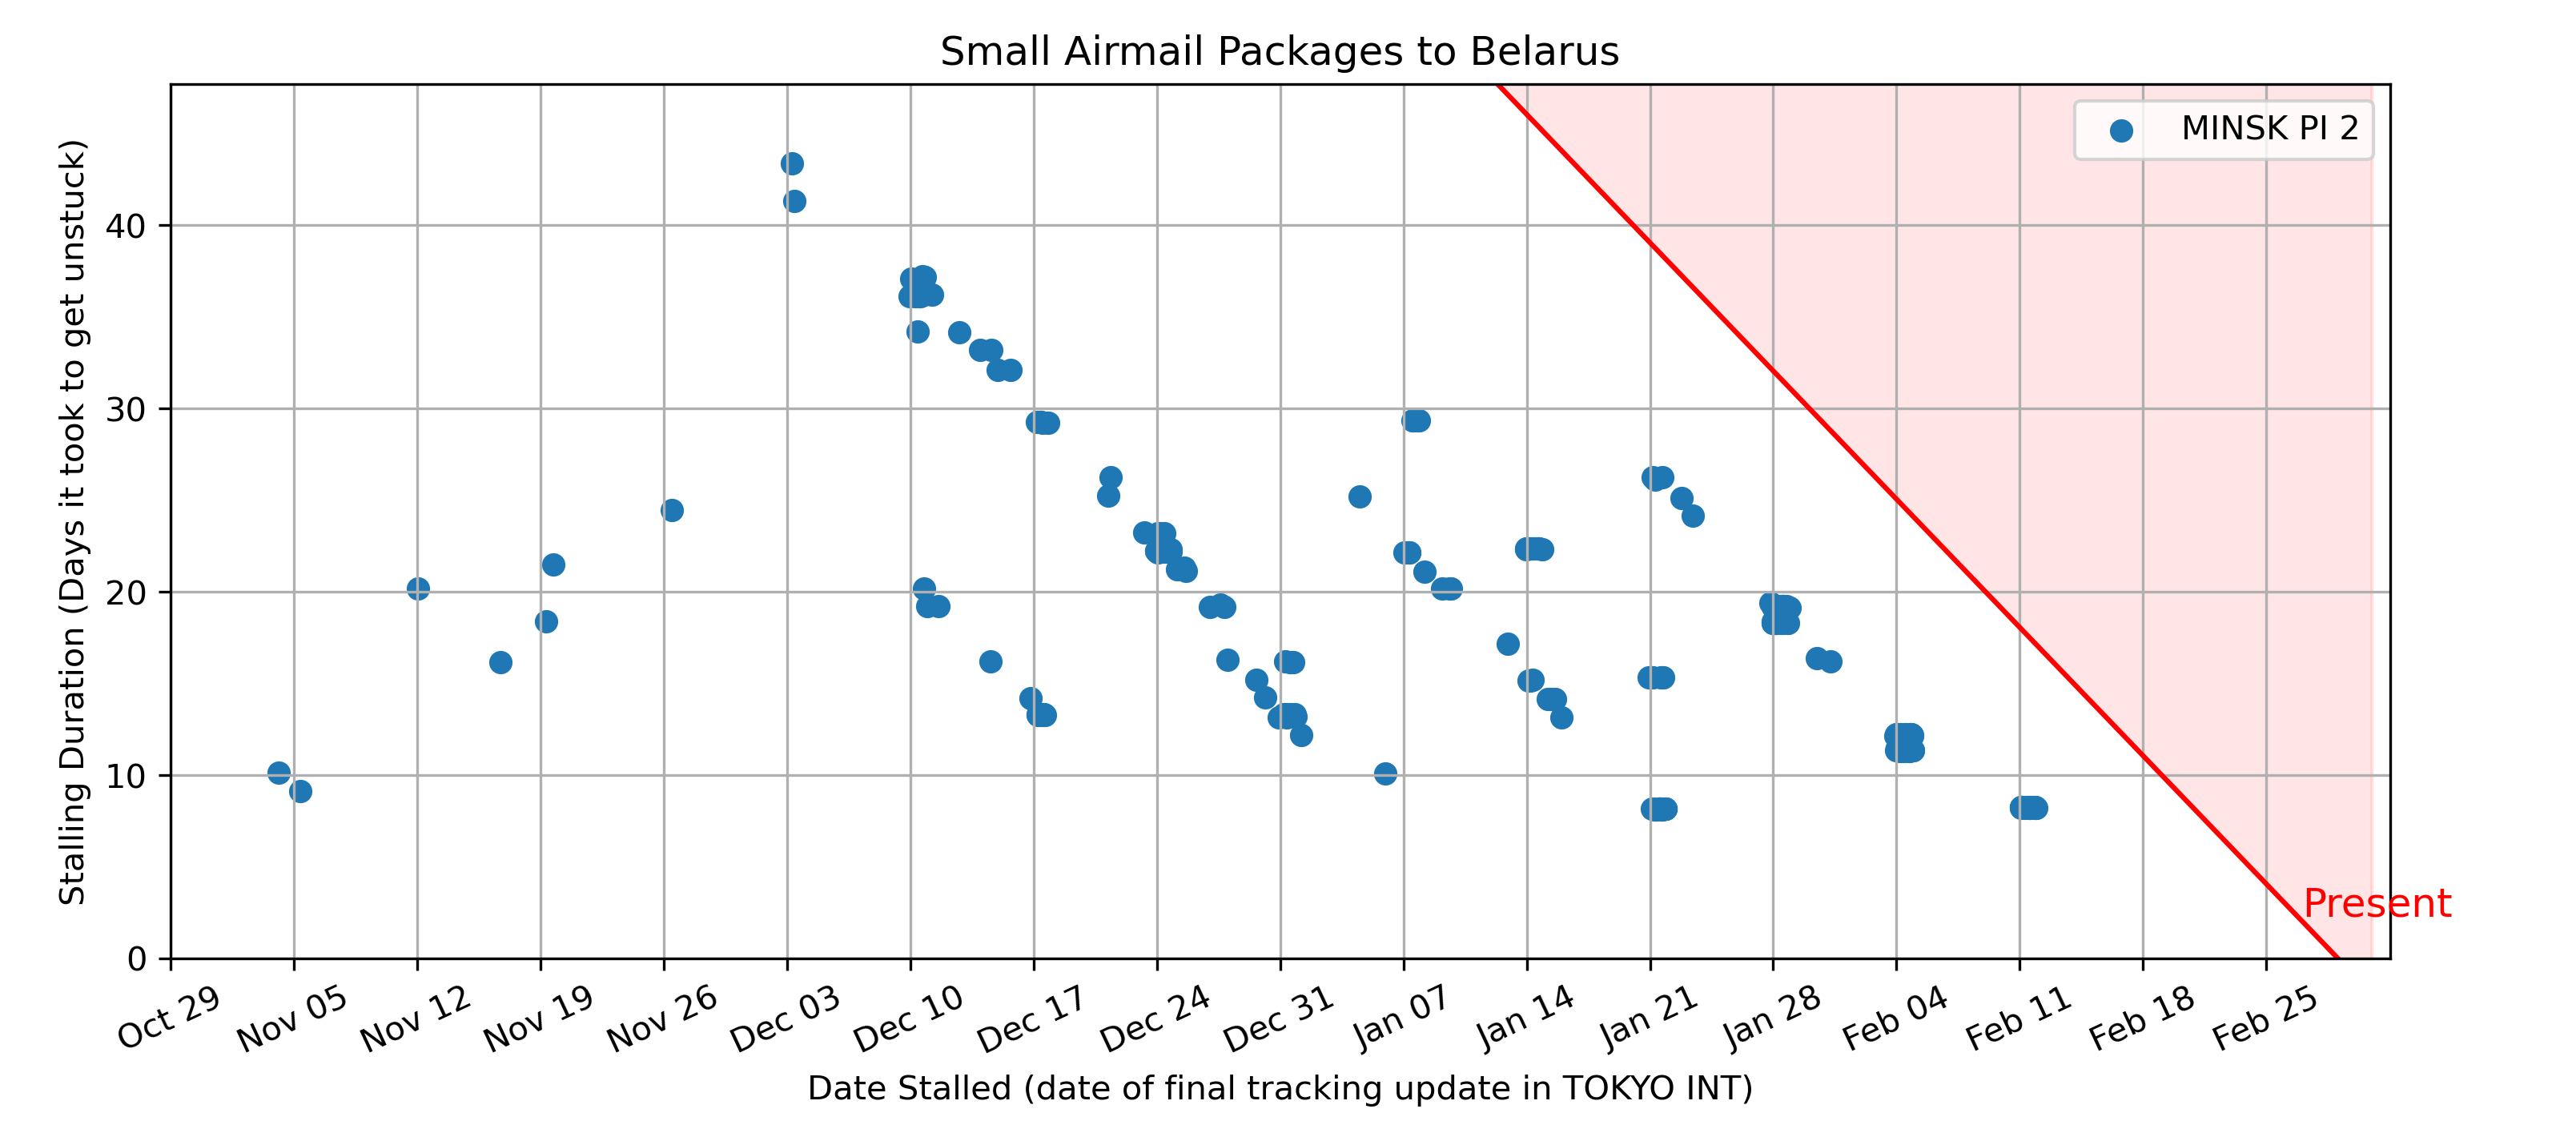 Small Airmail Packages to Belarus
MINSK PI 2
Stalling Duration (Days it took to get unstuck)
40
30
20
10
0
Present
Oct 29
Nov 05
Nov 12
Nov 19
Nov 26
Dec 03
Dec 10
Dec 17
Dec 24
Dec 31
Jan 07
Jan 14
Jan 21
Jan 28
Feb 04
Feb 11
Feb 18
Feb 25
Date Stalled (date of final tracking update in TOKYO INT)